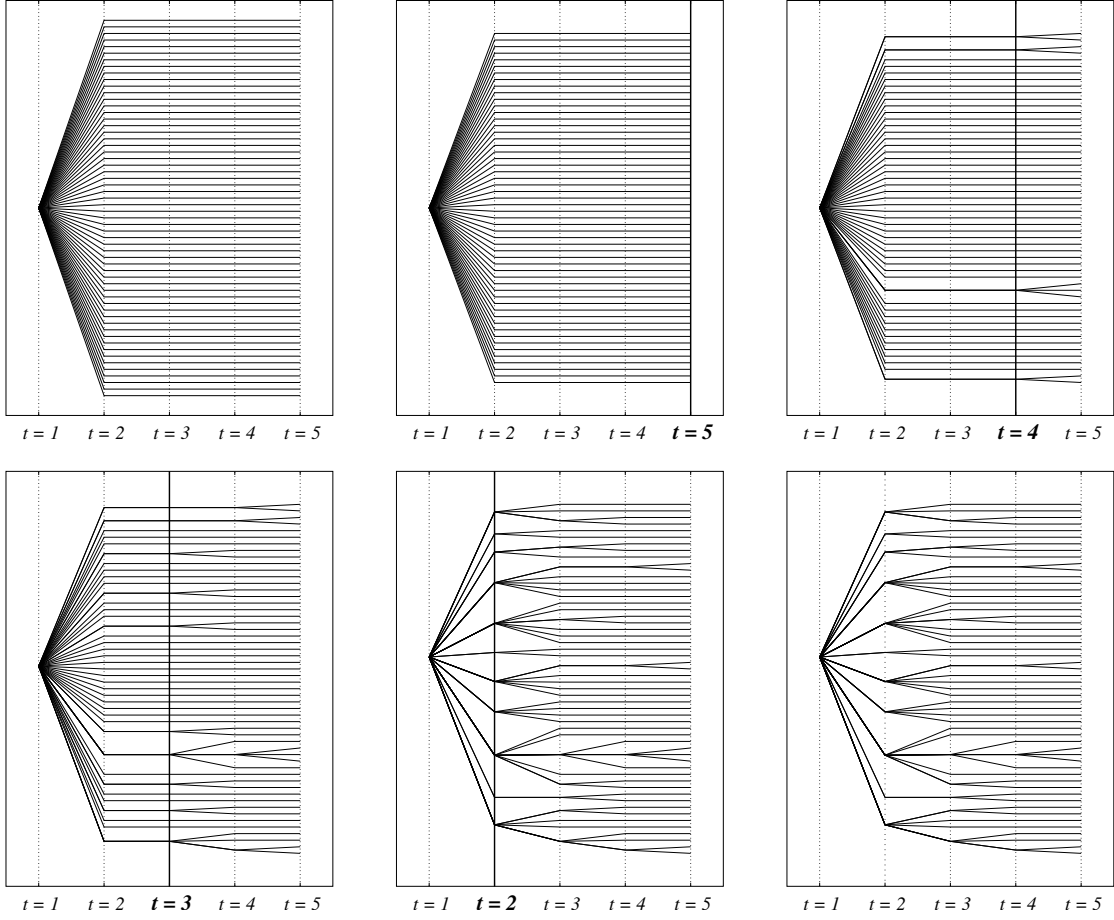 t = 1 t = 2 t = 3 t = 4 t = 5 t = 1 t = 2 t = 3 t = 4 t = 5 t = 1 t = 2 t = 3 t = 4 t = 5
t = 1 t = 2 t = 3 t = 4 t = 5 t = 1 t = 2 t = 3 t = 4 t = 5 t = 1 t = 2 t = 3 t = 4 t = 5